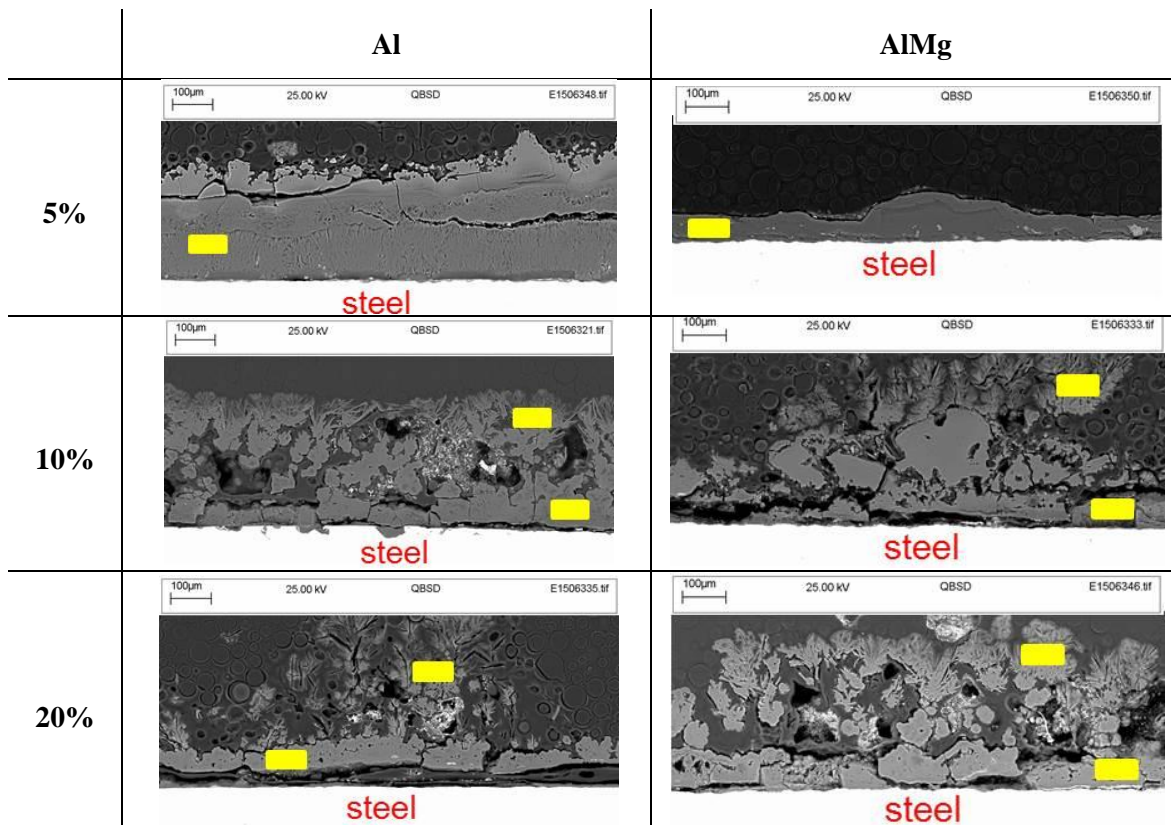 Al AlMg
5%
100µm 25.00 kV QBSD E1506348.tif
steel
100µm 25.00 kV QBSD E1506350.tif
steel
10%
100µm 25.00 kV QBSD E1506321.tif
steel
100µm 25.00 kV QBSD E1506333.tif
steel
20%
100µm 25.00 kV QBSD E1506335.tif
steel
100µm 25.00 kV QBSD E1506346.tif
steel